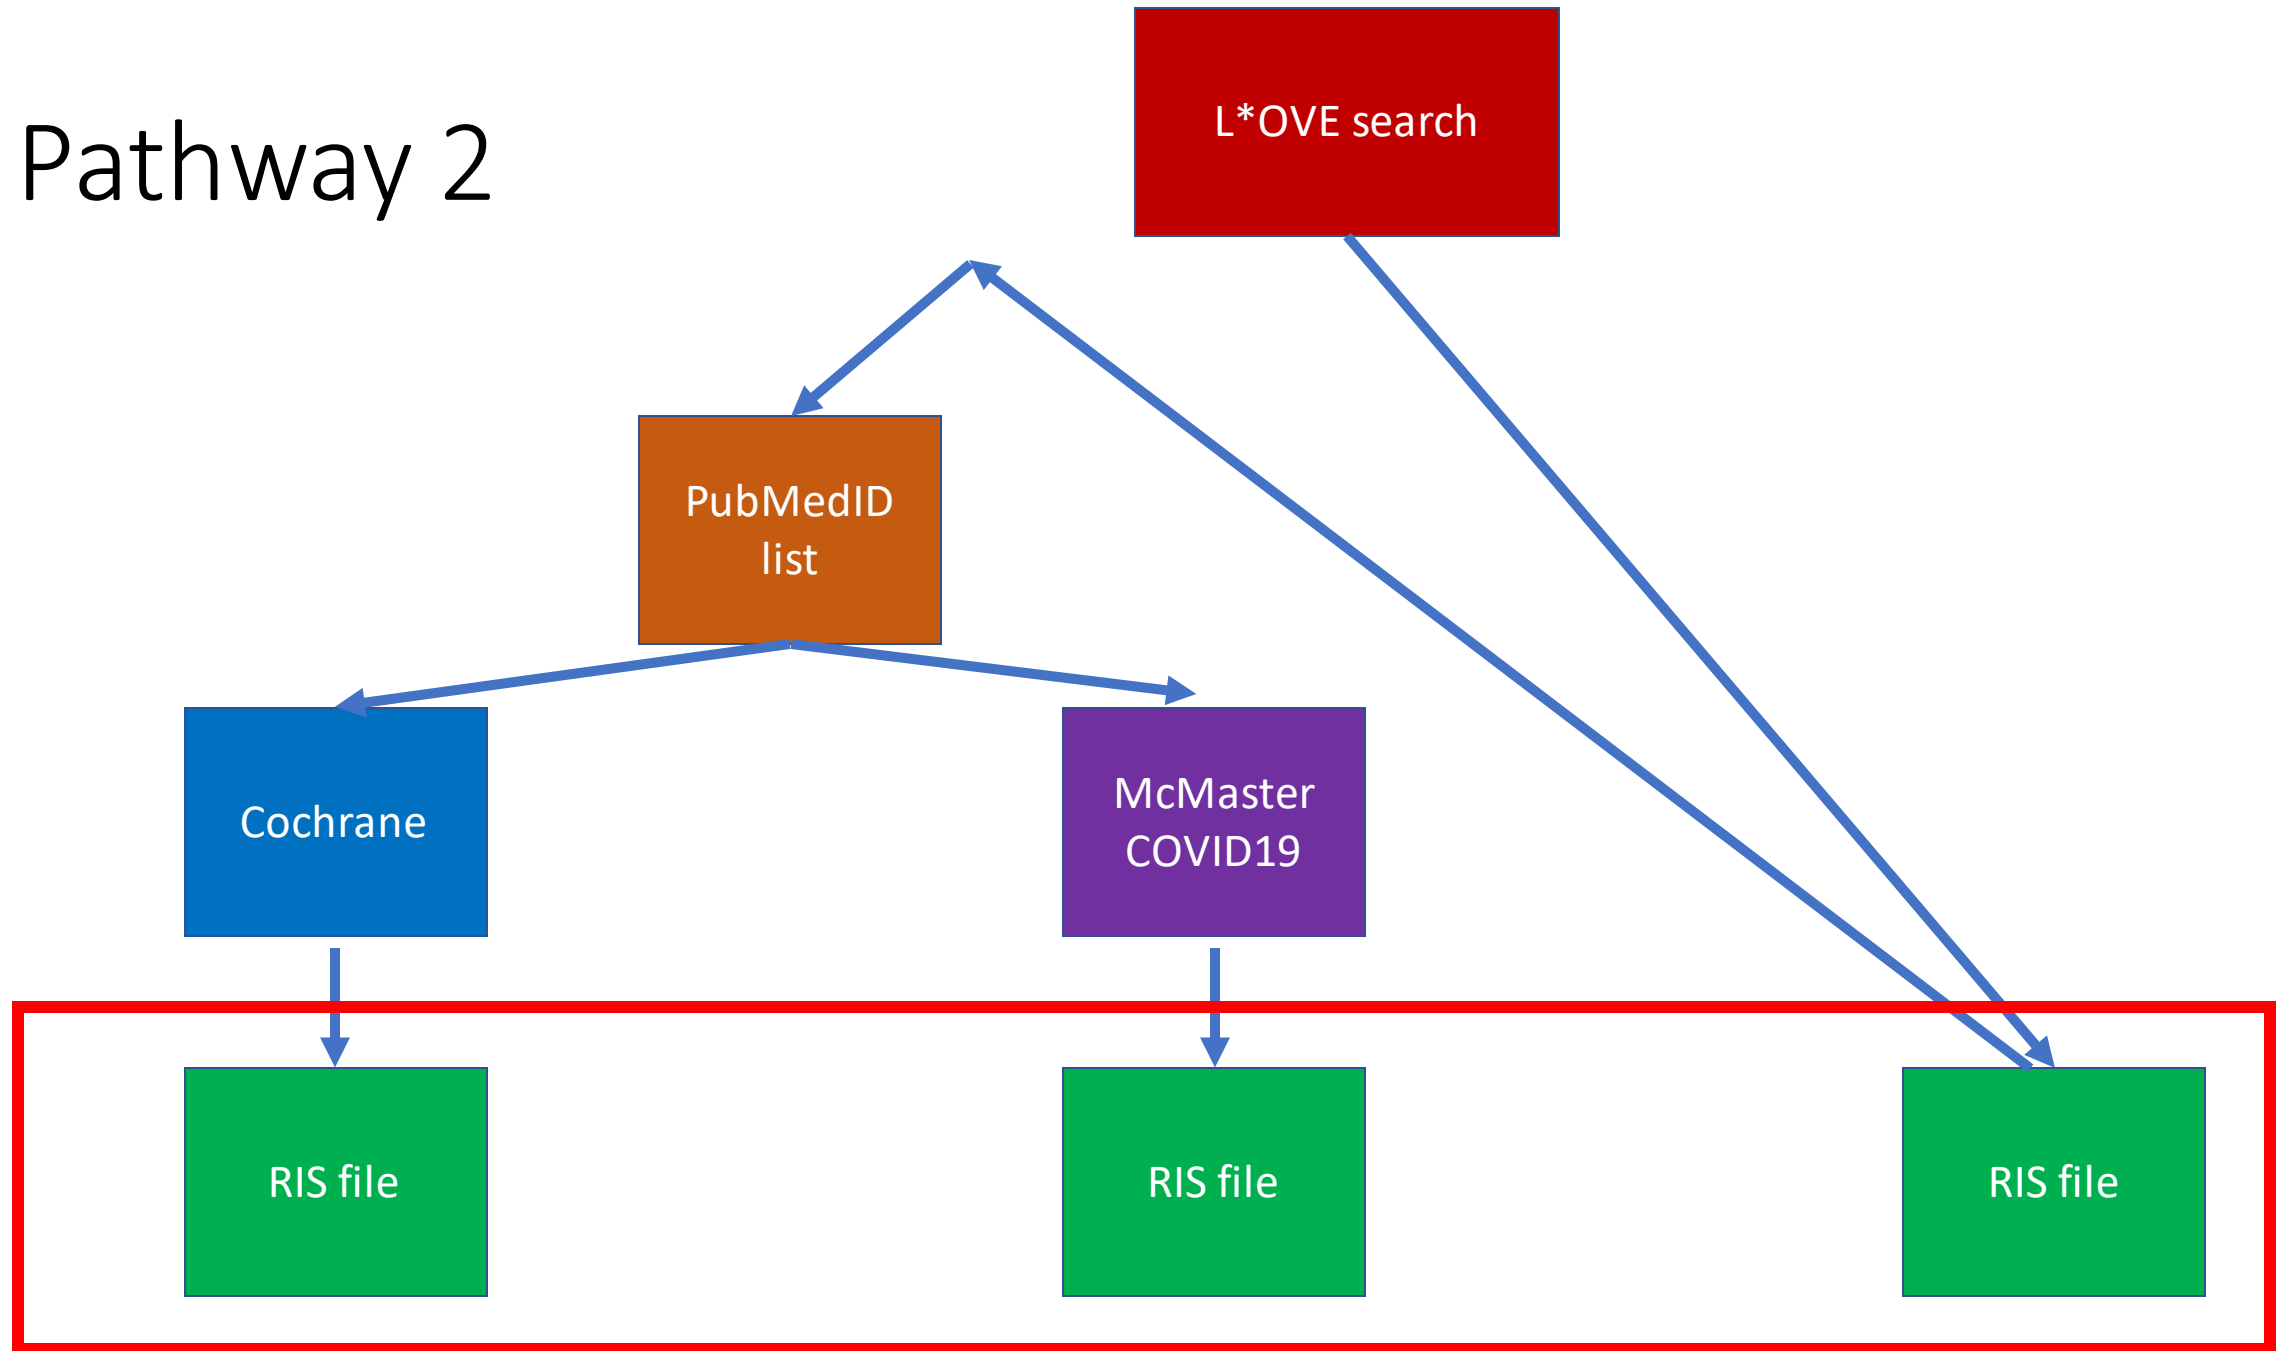 L*OVE search
Pathway 2
PubMedID
list
Cochrane
McMaster
COVID19
RIS file
RIS file
RIS file